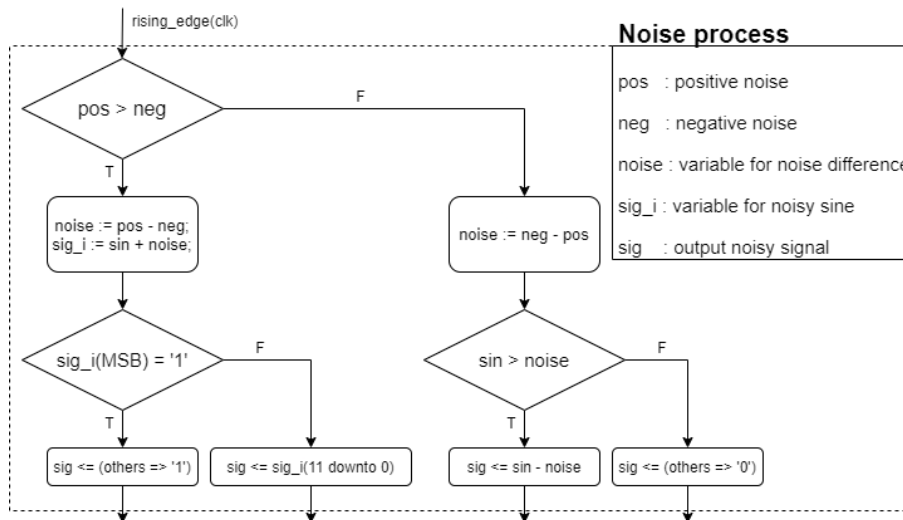 rising_edge(clk)
Noise process
pos : positive noise
neg : negative noise
noise : variable for noise difference
sig_i : variable for noisy sine
sig : output noisy signal
pos > neg
F
T
noise := pos - neg;
sig_i := sin + noise;
noise := neg - pos
sig_i(MSB) = '1'
F
T
sin > noise
F
T
sig <= (others => '1')
sig <= sig_i(11 downto 0)
sig <= sin - noise
sig <= (others => '0')